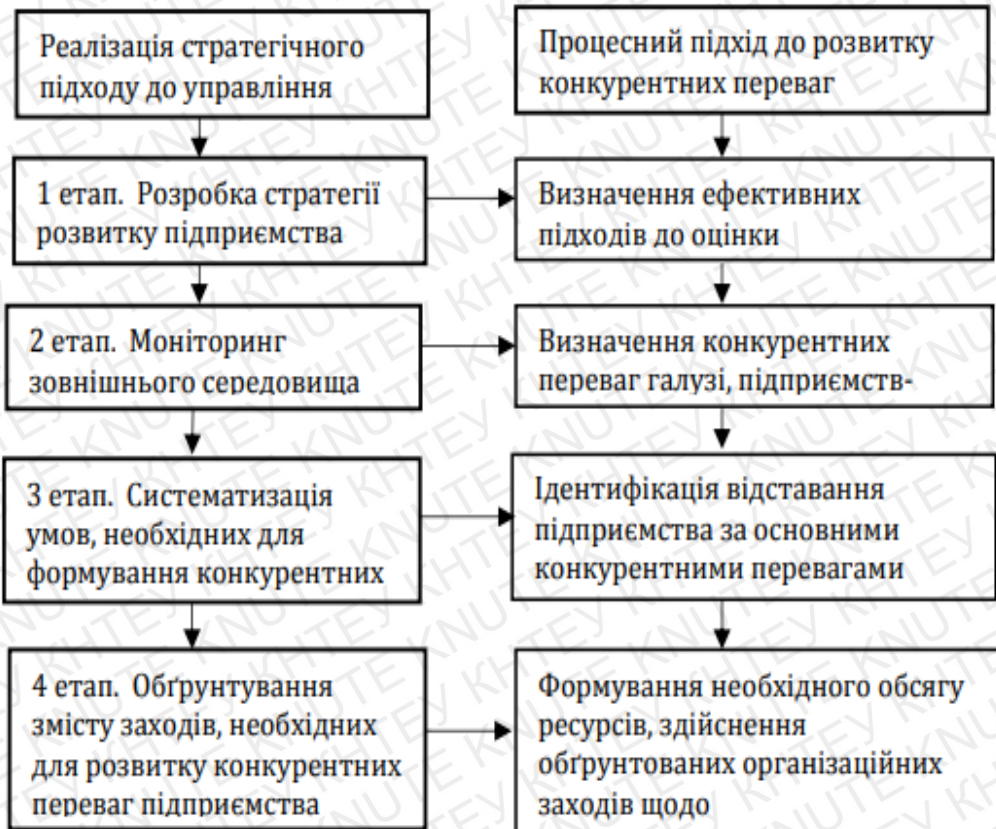 Реалізація стратегічного
підходу до управління
Процесний підхід до розвитку
конкурентних переваг
1 етап. Розробка стратегії
розвитку підприємства
Визначення ефективних
підходів до оцінки
2 етап. Моніторинг
зовнішнього середовища
Визначення конкурентних
переваг галузі, підприємств-
3 етап. Систематизація
умов, необхідних для
формування конкурентних
Ідентифікація відставання
підприємства за основними
конкурентними перевагами
4 етап. Обґрунтування
змісту заходів, необхідних
для розвитку конкурентних
переваг підприємства
Формування необхідного обсягу
ресурсів, здійснення
обґрунтованих організаційних
заходів щодо